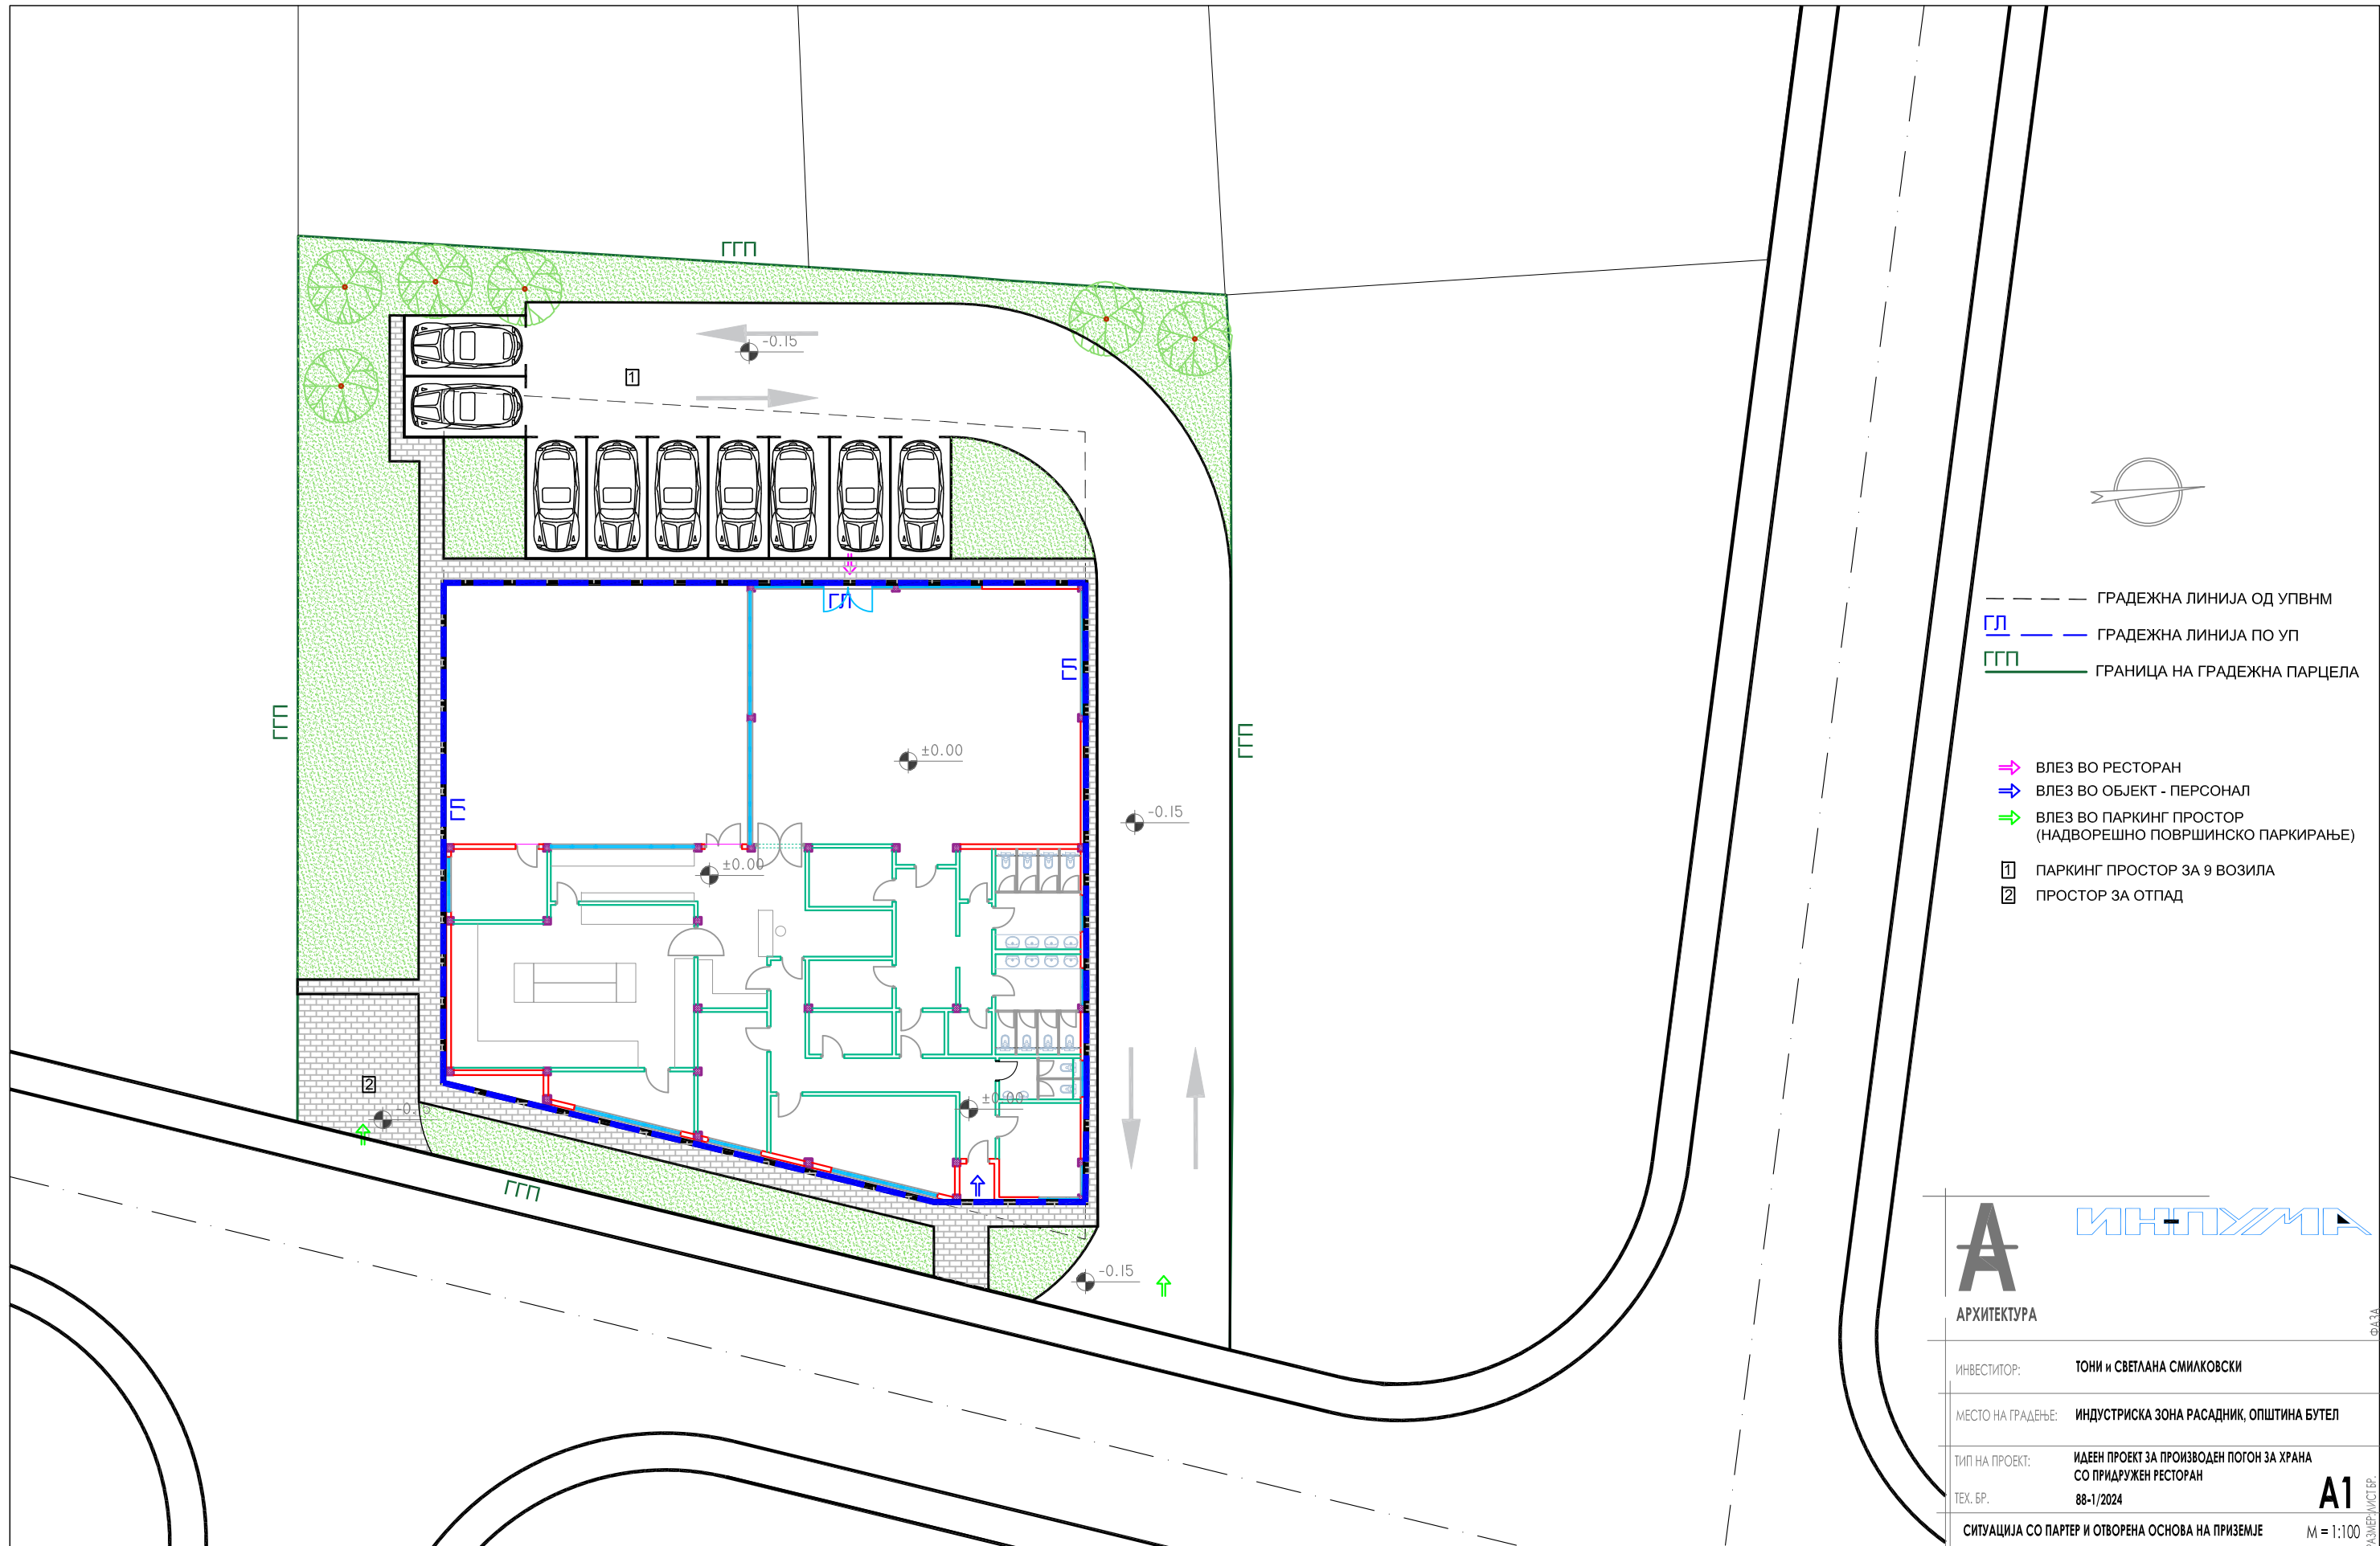 ГГП
-0.15
1
ГЛ
ГЛ
ГГП
±0.00
ГГП
ГЛ
-0.15
±0.00
2
±0.00
ГГП
-0.15
ГРАДЕЖНА ЛИНИЈА ОД УПВНМ
ГЛ
ГРАДЕЖНА ЛИНИЈА ПО УП
ГГП
ГРАНИЦА НА ГРАДЕЖНА ПАРЦЕЛА
ВЛЕЗ ВО РЕСТОРАН
ВЛЕЗ ВО ОБЈЕКТ - ПЕРСОНАЛ
ВЛЕЗ ВО ПАРКИНГ ПРОСТОР
(НАДВОРЕШНО ПОВРШИНСКО ПАРКИРАЊЕ)
1 ПАРКИНГ ПРОСТОР ЗА 9 ВОЗИЛА
2 ПРОСТОР ЗА ОТПАД
А
ИНПУМА
АРХИТЕКТУРА
ФАЗА
ИНВЕСТИТОР: ТОНИ и СВЕТЛАНА СМИЛКОВСКИ
МЕСТО НА ГРАДЕЊЕ: ИНДУСТРИСКА ЗОНА РАСАДНИК, ОПШТИНА БУТЕЛ
ТИП НА ПРОЕКТ: ИДЕЕН ПРОЕКТ ЗА ПРОИЗВОДЕН ПОГОН ЗА ХРАНА
СО ПРИДРУЖЕН РЕСТОРАН
ТЕХ. БР. 88-1/2024
А1
ЛИСТ БР.
СИТУАЦИЈА СО ПАРТЕР И ОТВОРЕНА ОСНОВА НА ПРИЗЕМЈЕ
М = 1:100